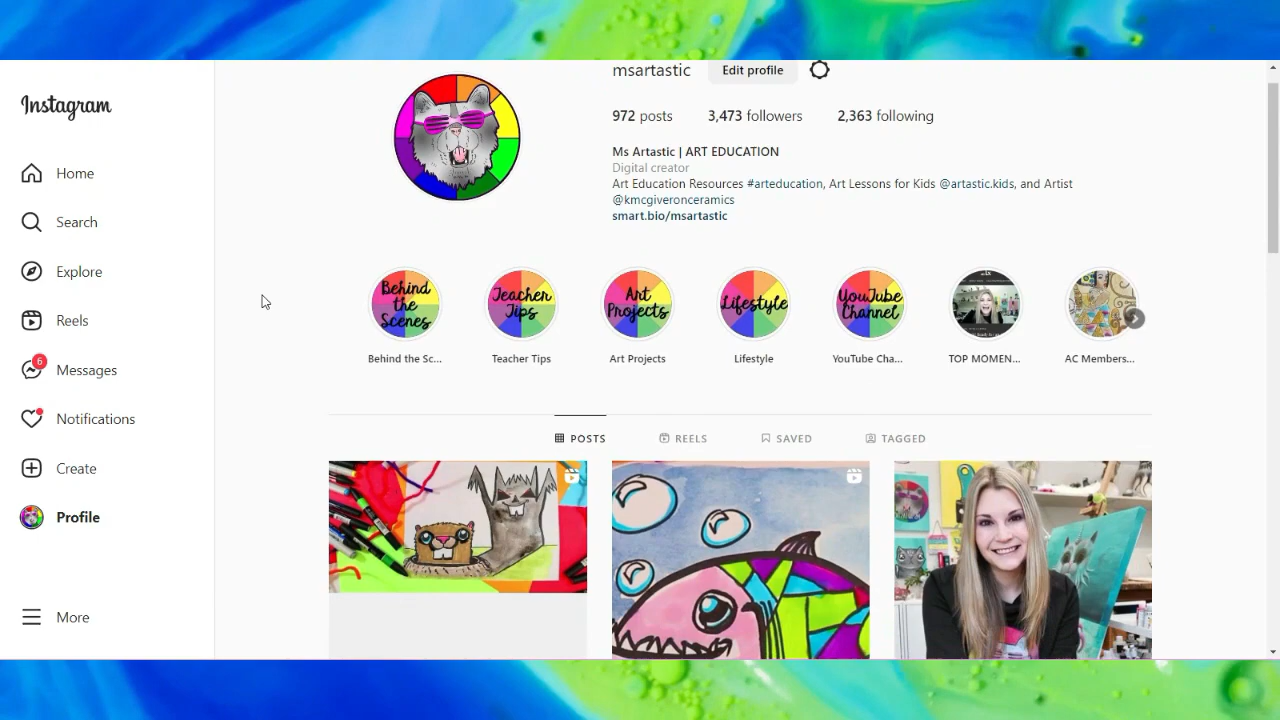 msartastic Edit profile
Instagram
972 posts 3,473 followers 2,363 following
Ms Artastic | ART EDUCATION
Digital creator
Art Education Resources #arteducation, Art Lessons for Kids @artastic.kids, and Artist
@kmcgiveronceramics
smart.bio/msartastic
Home
Search
Explore
Reels
6
Messages
Notifications
Create
Profile
More
Behind
the
Scenes
Teacher
Tips
Art
Projects
Lifestyle
YouTube
Channel
Behind the Sc... Teacher Tips Art Projects Lifestyle YouTube Cha... TOP MOMEN... AC Members...
POSTS REELS SAVED TAGGED